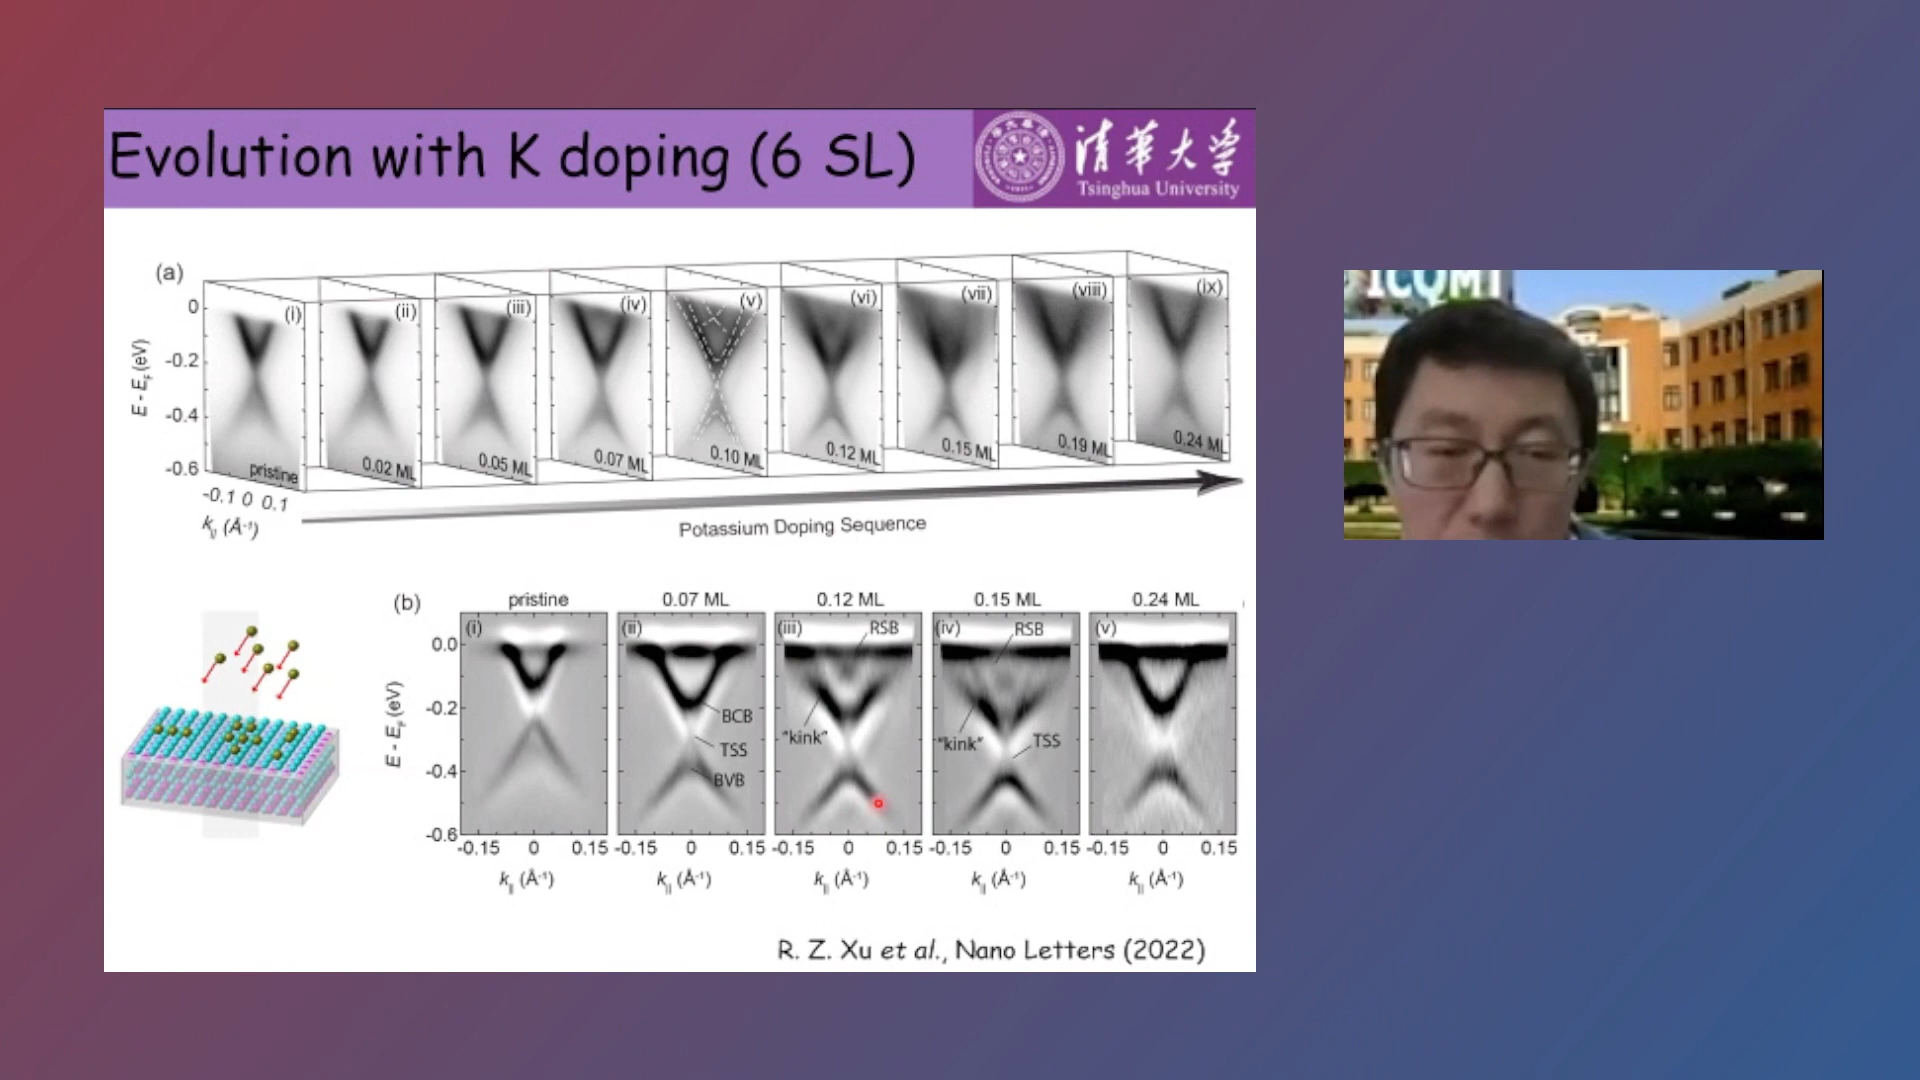 Evolution with K doping (6 SL)
清華大学
Tsinghua University
(a)
(i)
(ii)
(iii)
(iv)
(v)
(vi)
(vii)
(viii)
(ix)
0
-0.2
-0.4
-0.6
E - E_F (eV)
pristine
0.02 ML
0.05 ML
0.07 ML
0.10 ML
0.12 ML
0.15 ML
0.19 ML
0.24 ML
-0.1 0 0.1
k_∥ (Å⁻¹)
Potassium Doping Sequence
(b)
pristine
0.07 ML
0.12 ML
0.15 ML
0.24 ML
(i)
(ii)
(iii)
RSB
(iv)
RSB
(v)
0.0
-0.2
-0.4
-0.6
E - E_F (eV)
BCB
TSS
BVB
"kink"
"kink"
TSS
-0.15 0 0.15
-0.15 0 0.15
-0.15 0 0.15
-0.15 0 0.15
-0.15 0 0.15
k_∥ (Å⁻¹)
k_∥ (Å⁻¹)
k_∥ (Å⁻¹)
k_∥ (Å⁻¹)
k_∥ (Å⁻¹)
R. Z. Xu et al., Nano Letters (2022)
ICQMT